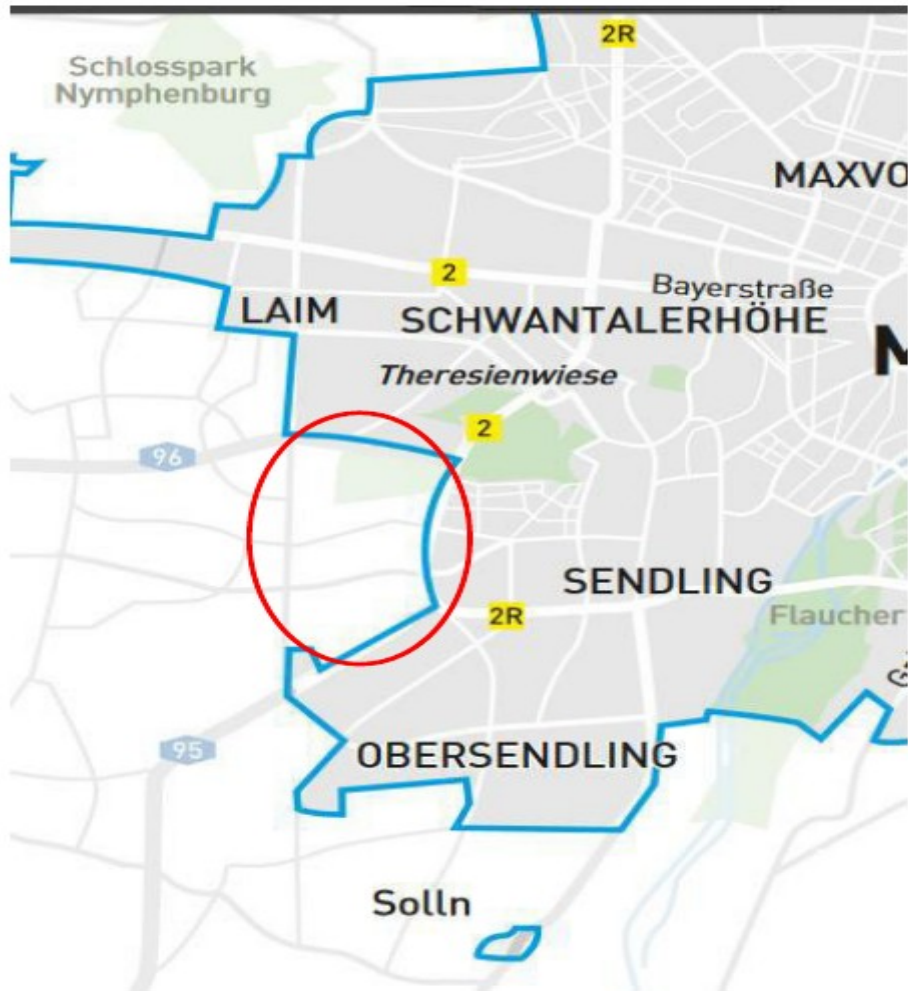 2R
Schlosspark
Nymphenburg
MAXVO
2
Bayerstraße
LAIM
SCHWANTALERHÖHE
M
Theresienwiese
2
96
SENDLING
2R
Flaucher
95
OBERSENDLING
Solln